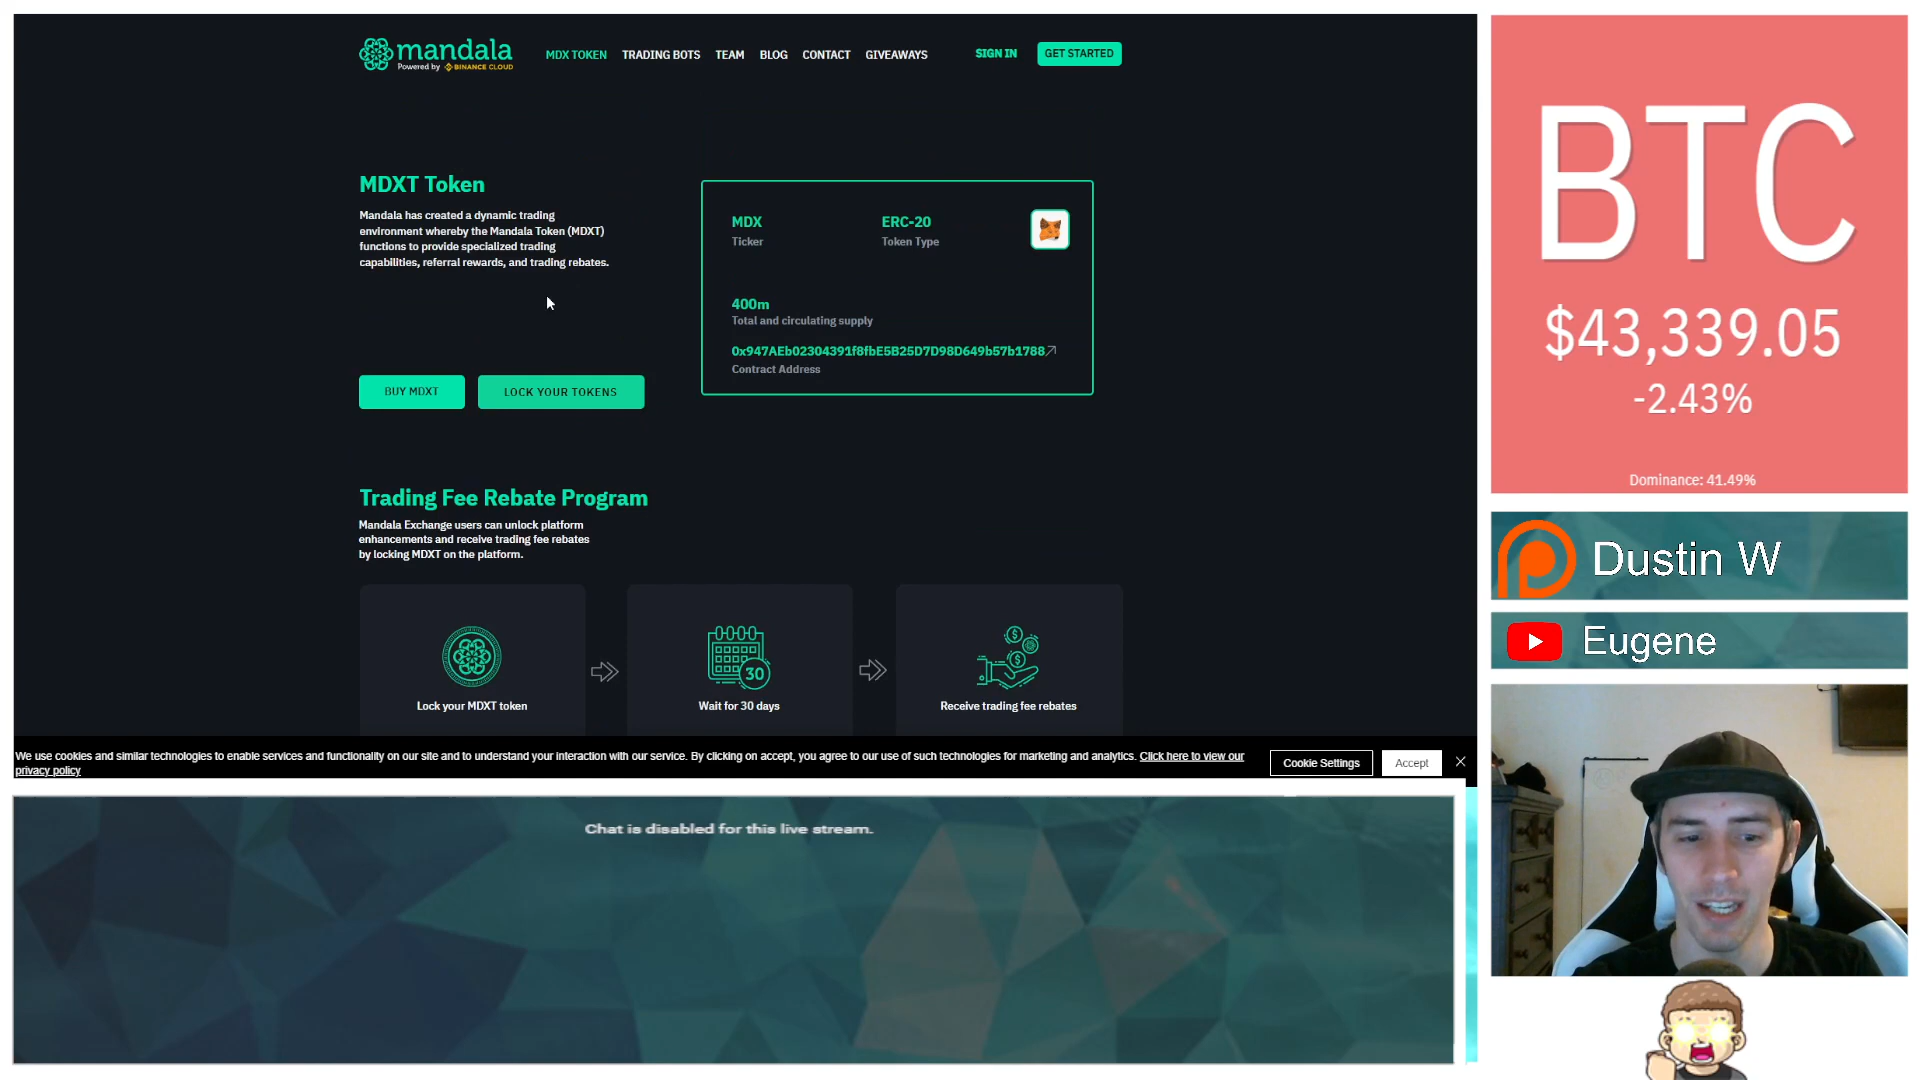 mandala
Powered by BINANCE CLOUD
MDX TOKEN TRADING BOTS TEAM BLOG CONTACT GIVEAWAYS SIGN IN GET STARTED
MDXT Token
Mandala has created a dynamic trading
environment whereby the Mandala Token (MDXT)
functions to provide specialized trading
capabilities, referral rewards, and trading rebates.
BUY MDXT LOCK YOUR TOKENS
MDX ERC-20
Ticker Token Type
400m
Total and circulating supply
0x947AEb02304391f8fbE5B25D7D98D649b57b1788
Contract Address
Trading Fee Rebate Program
Mandala Exchange users can unlock platform
enhancements and receive trading fee rebates
by locking MDXT on the platform.
30
Lock your MDXT token Wait for 30 days Receive trading fee rebates
We use cookies and similar technologies to enable services and functionality on our site and to understand your interaction with our service. By clicking on accept, you agree to our use of such technologies for marketing and analytics. Click here to view our
privacy policy
Cookie Settings Accept
Chat is disabled for this live stream.
BTC
$43,339.05
-2.43%
Dominance: 41.49%
Dustin W
Eugene